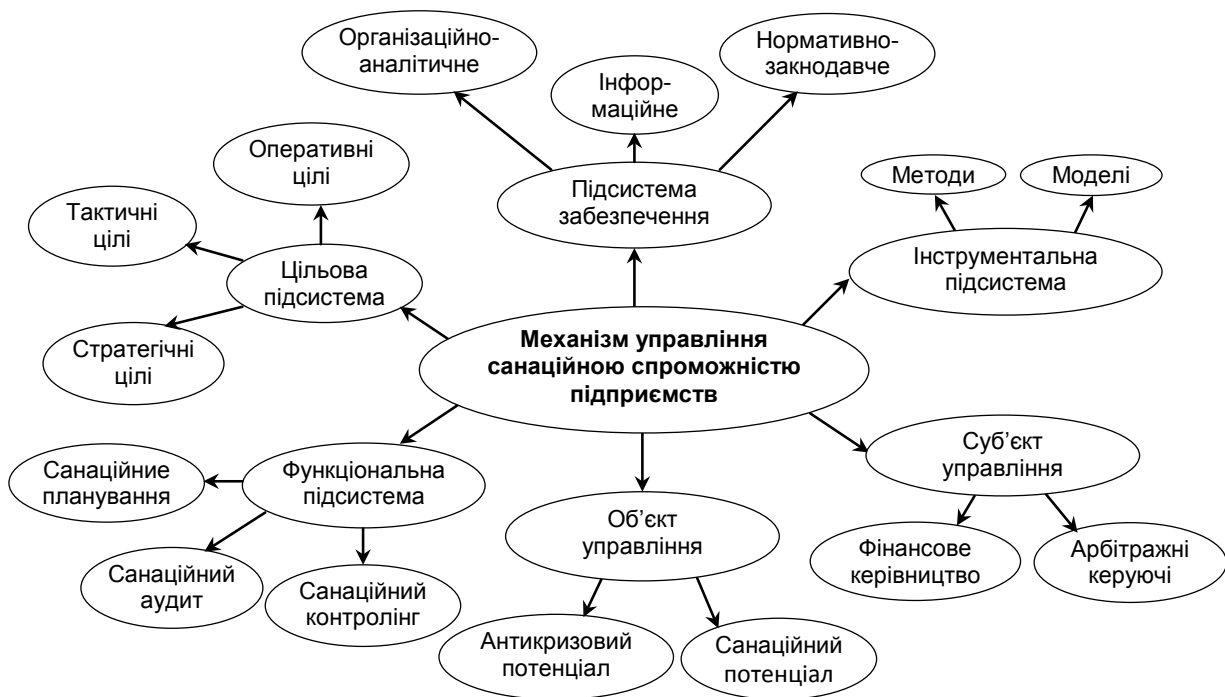 Організаційно-
аналітичне
Інфор-
маційне
Нормативно-
закнодавче
Оперативні
цілі
Підсистема
забезпечення
Методи
Моделі
Тактичні
цілі
Цільова
підсистема
Інструментальна
підсистема
Стратегічні
цілі
Механізм управління
санаційною спроможністю
підприємств
Санаційние
планування
Функціональна
підсистема
Суб’єкт
управління
Об’єкт
управління
Фінансове
керівництво
Арбітражні
керуючі
Санаційний
аудит
Санаційний
контролінг
Антикризовий
потенціал
Санаційний
потенціал